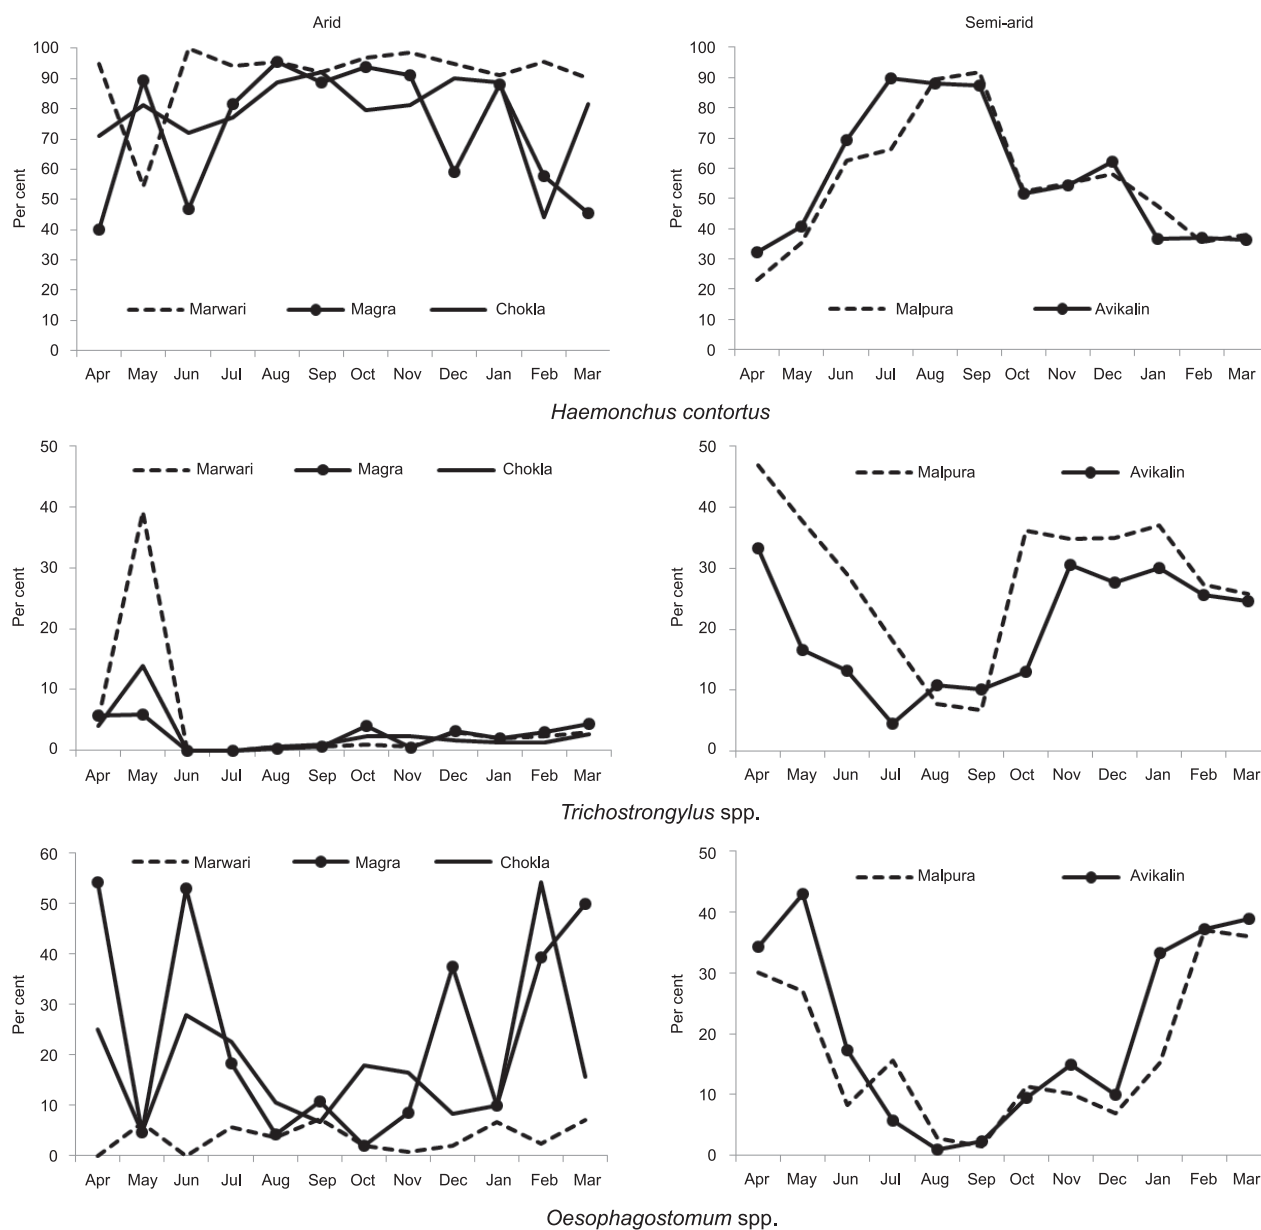 Arid
Semi-arid
100
90
80
70
60
50
40
30
20
10
0
Per cent
Marwari Magra Chokla
Apr May Jun Jul Aug Sep Oct Nov Dec Jan Feb Mar
100
90
80
70
60
50
40
30
20
10
0
Per cent
Malpura Avikalin
Apr May Jun Jul Aug Sep Oct Nov Dec Jan Feb Mar
Haemonchus contortus
50
40
30
20
10
0
Per cent
Marwari Magra Chokla
Apr May Jun Jul Aug Sep Oct Nov Dec Jan Feb Mar
50
40
30
20
10
0
Per cent
Malpura Avikalin
Apr May Jun Jul Aug Sep Oct Nov Dec Jan Feb Mar
Trichostrongylus spp.
60
50
40
30
20
10
0
Per cent
Marwari Magra Chokla
Apr May Jun Jul Aug Sep Oct Nov Dec Jan Feb Mar
50
40
30
20
10
0
Per cent
Malpura Avikalin
Apr May Jun Jul Aug Sep Oct Nov Dec Jan Feb Mar
Oesophagostomum spp.